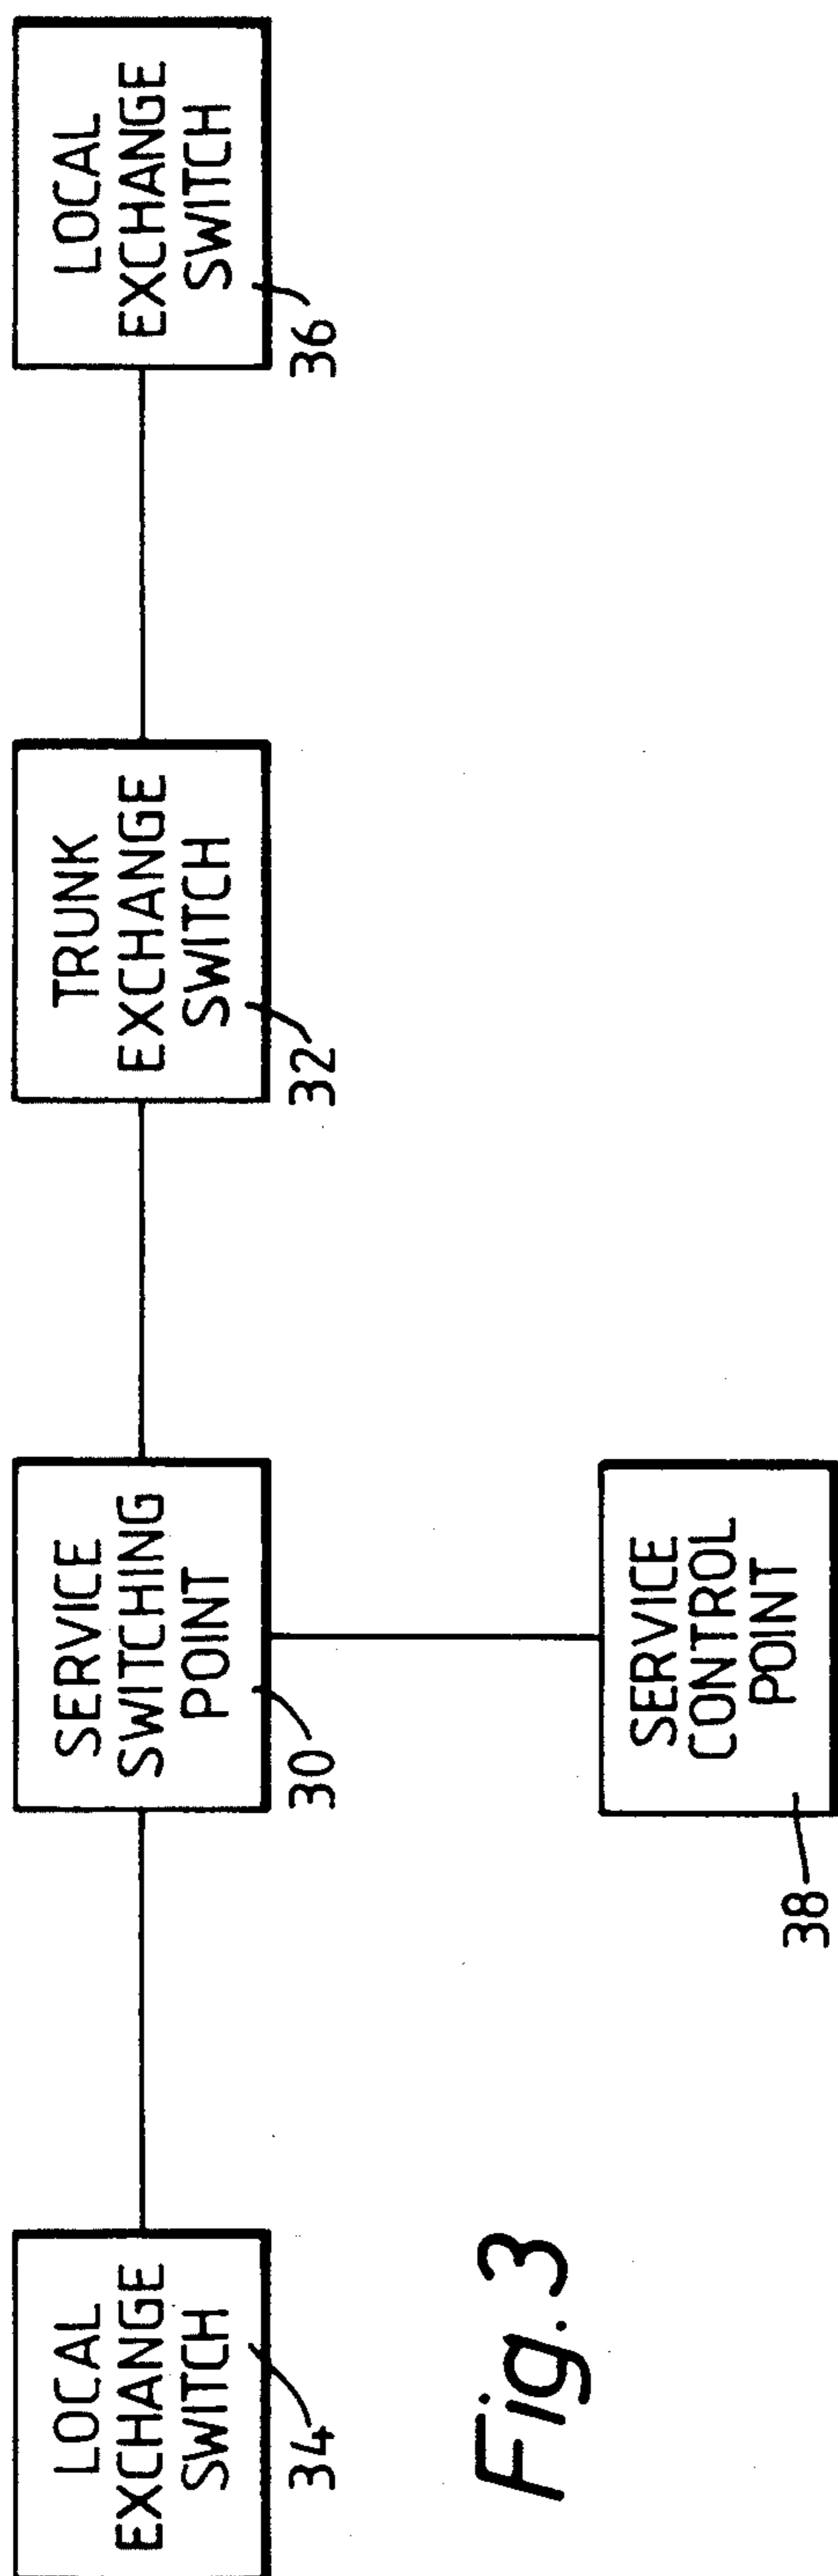 LOCAL
EXCHANGE
SWITCH
34
SERVICE
SWITCHING
POINT
30
TRUNK
EXCHANGE
SWITCH
32
LOCAL
EXCHANGE
SWITCH
36
SERVICE
CONTROL
POINT
38
Fig.3